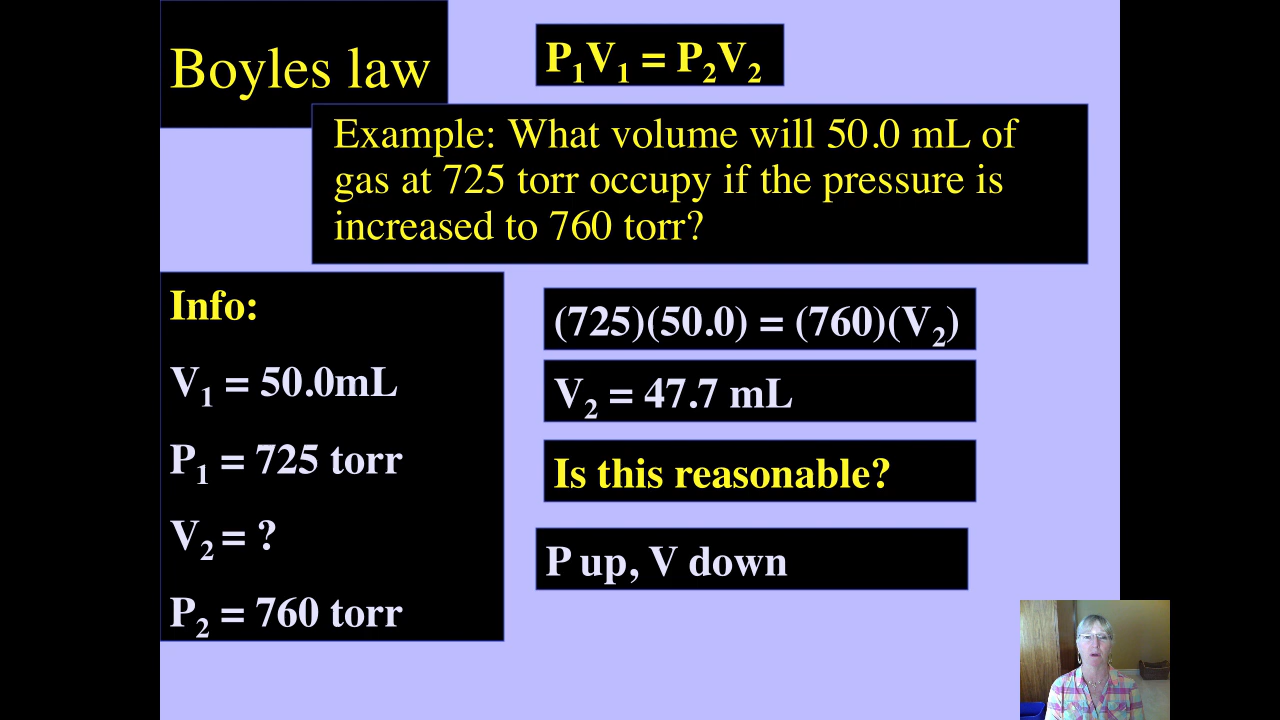 Boyles law
P₁V₁ = P₂V₂
Example: What volume will 50.0 mL of
gas at 725 torr occupy if the pressure is
increased to 760 torr?
Info:
V₁ = 50.0mL
P₁ = 725 torr
V₂ = ?
P₂ = 760 torr
(725)(50.0) = (760)(V₂)
V₂ = 47.7 mL
Is this reasonable?
P up, V down